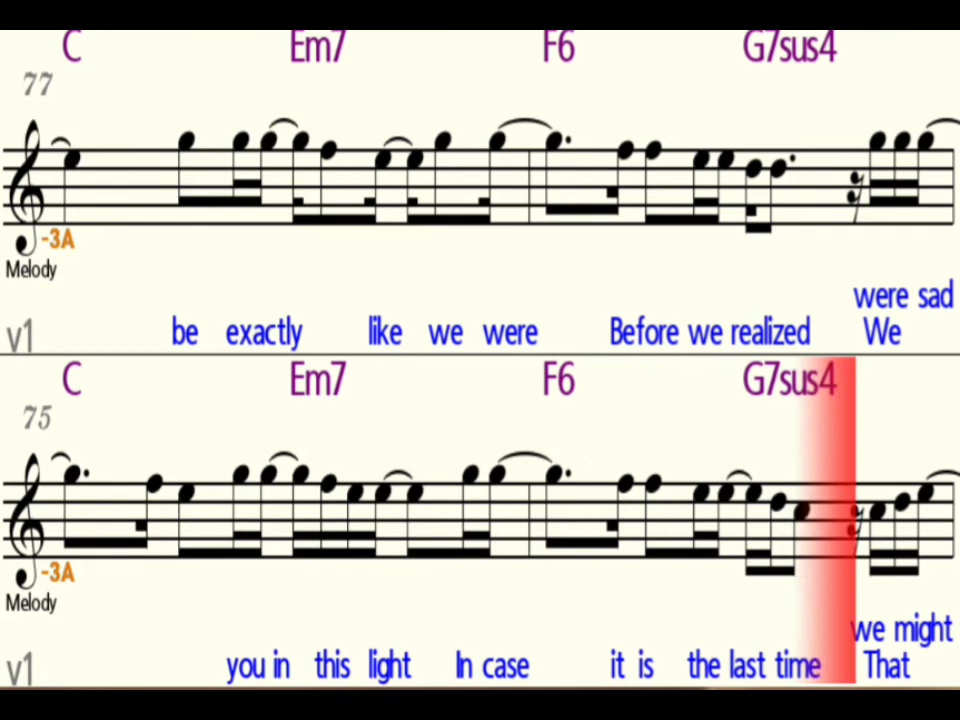 C Em7 F6 G7sus4
77
-3A
Melody
were sad
v1 be exactly like we were Before we realized We
C Em7 F6 G7sus4
75
-3A
Melody
we might
v1 you in this light In case it is the last time That